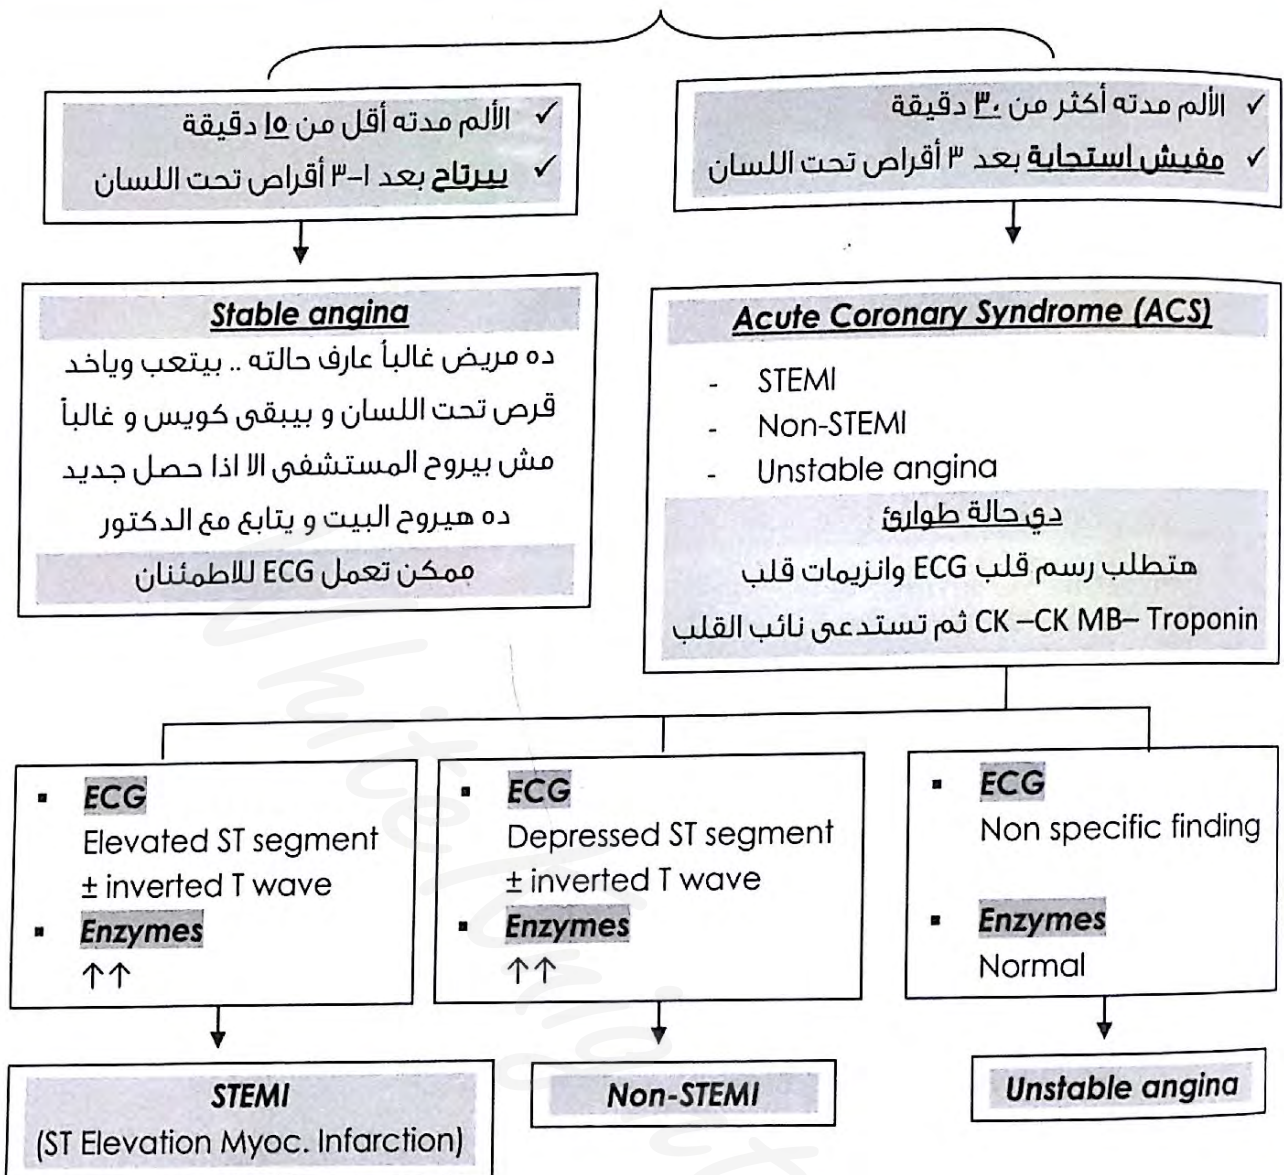 ✓ الألم مدته أقل من ١٥ دقيقة
✓ بيرتاح بعد ١-٣ أقراص تحت اللسان
✓ الألم مدته أكثر من ٣٠ دقيقة
✓ مفيش استجابة بعد ٣ أقراص تحت اللسان
Stable angina
ده مريض غالباً عارف حالته .. بيتعب وياخد
قرص تحت اللسان و بيبقى كويس و غالباً
مش بيروح المستشفى الا اذا حصل جديد
ده هيروح البيت و يتابع مع الدكتور
ممكن تعمل ECG للاطمئنان
Acute Coronary Syndrome (ACS)
- STEMI
- Non-STEMI
- Unstable angina
دي حالة طوارئ
هتطلب رسم قلب ECG وانزيمات قلب
CK –CK MB– Troponin ثم تستدعى نائب القلب
▪ ECG
Elevated ST segment
± inverted T wave
▪ Enzymes
↑↑
▪ ECG
Depressed ST segment
± inverted T wave
▪ Enzymes
↑↑
▪ ECG
Non specific finding
▪ Enzymes
Normal
STEMI
(ST Elevation Myoc. Infarction)
Non-STEMI
Unstable angina